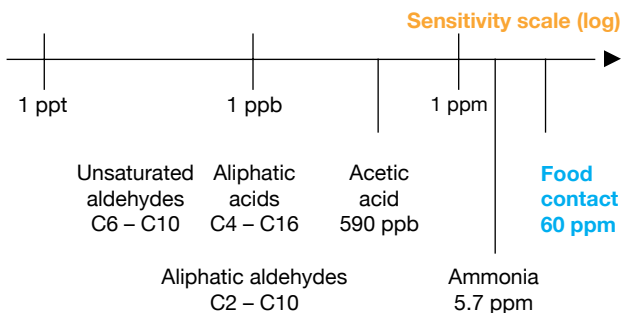 Sensitivity scale (log)
1 ppt
1 ppb
1 ppm
Unsaturated
aldehydes
C6 – C10
Aliphatic
acids
C4 – C16
Acetic
acid
590 ppb
Food
contact
60 ppm
Aliphatic aldehydes
C2 – C10
Ammonia
5.7 ppm